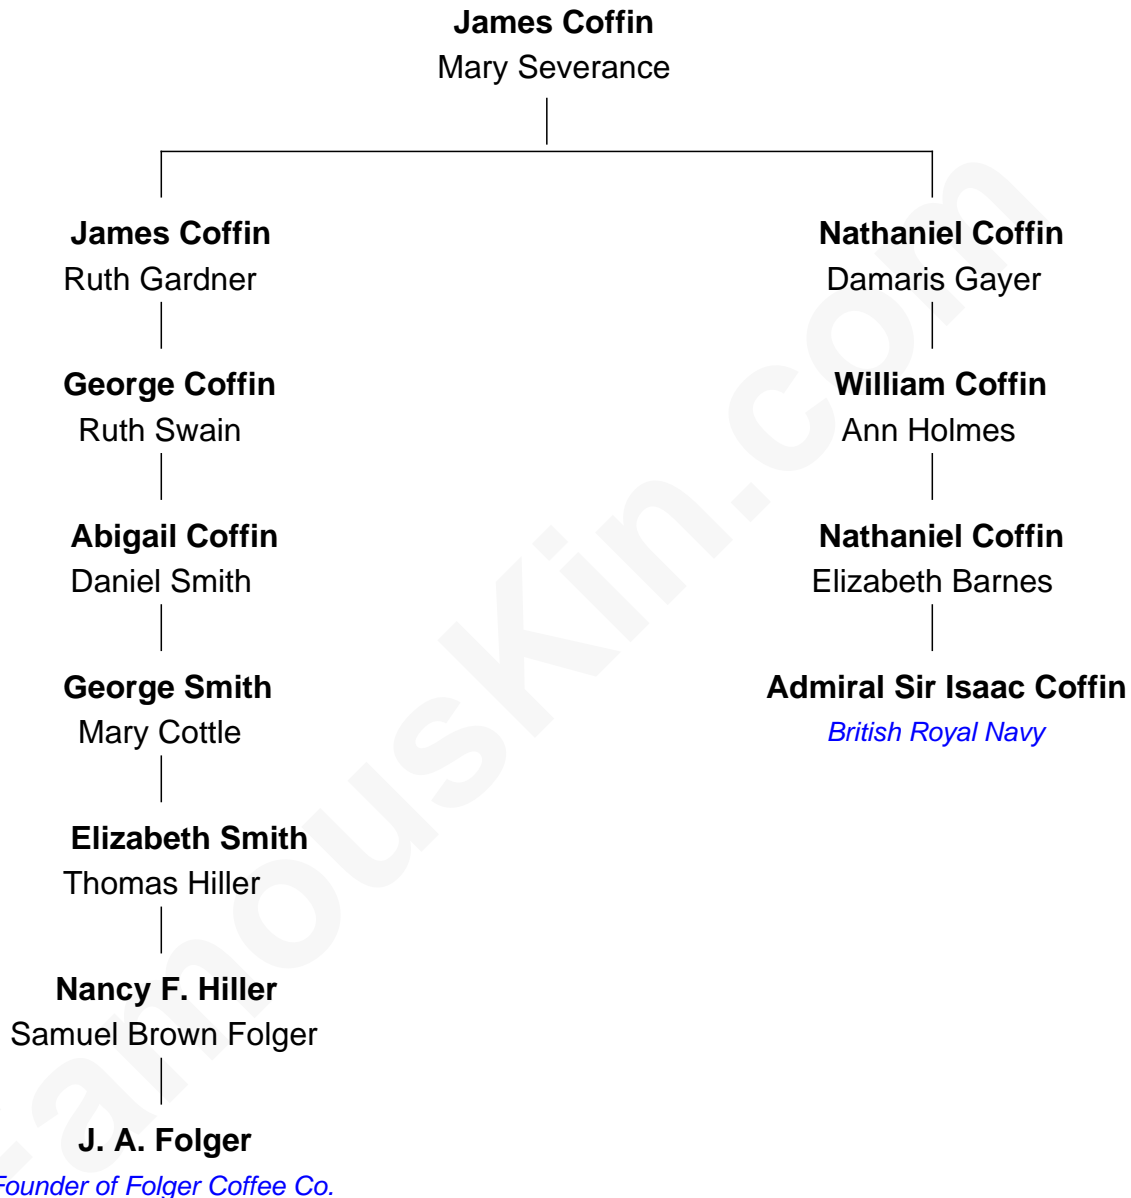 James Coffin
Mary Severance
James Coffin
Ruth Gardner
George Coffin
Ruth Swain
Abigail Coffin
Daniel Smith
George Smith
Mary Cottle
Elizabeth Smith
Thomas Hiller
Nancy F. Hiller
Samuel Brown Folger
J. A. Folger
Founder of Folger Coffee Co.
Nathaniel Coffin
Damaris Gayer
William Coffin
Ann Holmes
Nathaniel Coffin
Elizabeth Barnes
Admiral Sir Isaac Coffin
British Royal Navy
FamousKin.com